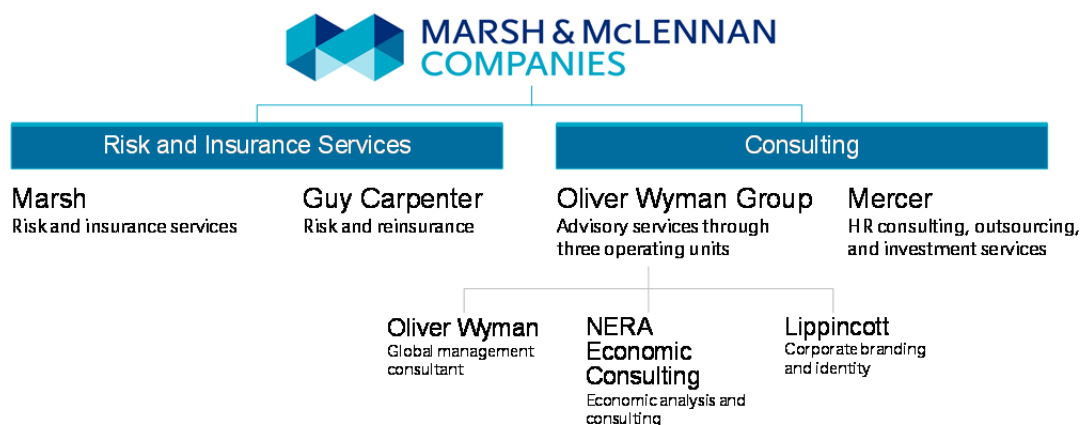 MARSH & MCLENNAN
COMPANIES
Risk and Insurance Services
Consulting
Marsh
Risk and insurance services
Guy Carpenter
Risk and reinsurance
Oliver Wyman Group
Advisory services through
three operating units
Mercer
HR consulting, outsourcing,
and investment services
Oliver Wyman
Global management
consultant
NERA
Economic
Consulting
Economic analysis and
consulting
Lippincott
Corporate branding
and identity